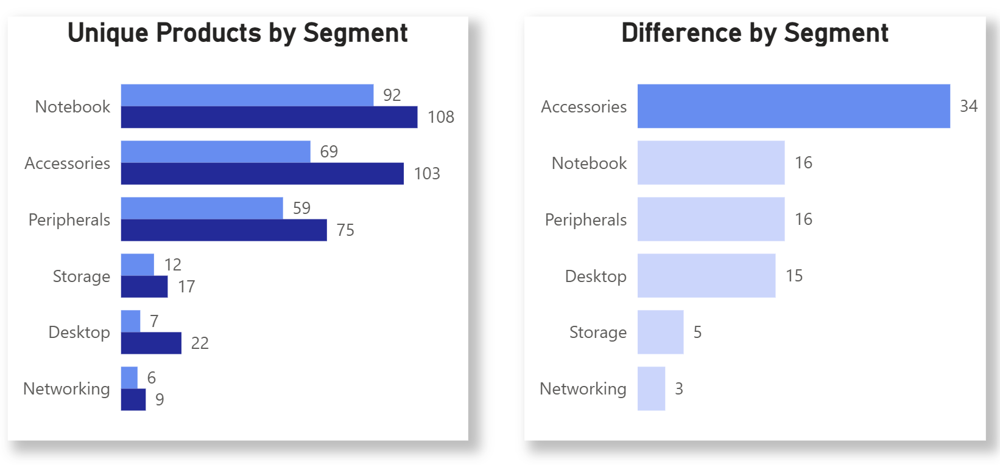 Unique Products by Segment
Notebook
92
108
Accessories
69
103
Peripherals
59
75
Storage
12
17
Desktop
7
22
Networking
6
9
Difference by Segment
Accessories 34
Notebook 16
Peripherals 16
Desktop 15
Storage 5
Networking 3